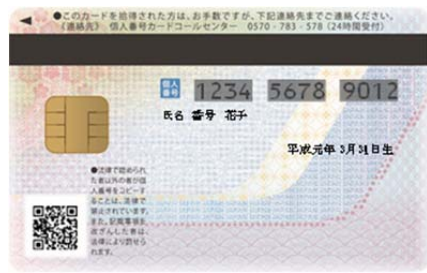 ●このカードを拾得された方は、お手数ですが、下記連絡先までご連絡ください。
《連絡先》 個人番号カードコールセンター 0570-783-578（24時間受付）
個人番号 1234 5678 9012
氏名 番号 花子
平成元年 3月31日生
●法律で認められ
た者以外の者が個
人番号をコピーす
ることは、法律で
禁止されています。
また、記載事項を
改ざんした者は、
法律により罰せら
れます。